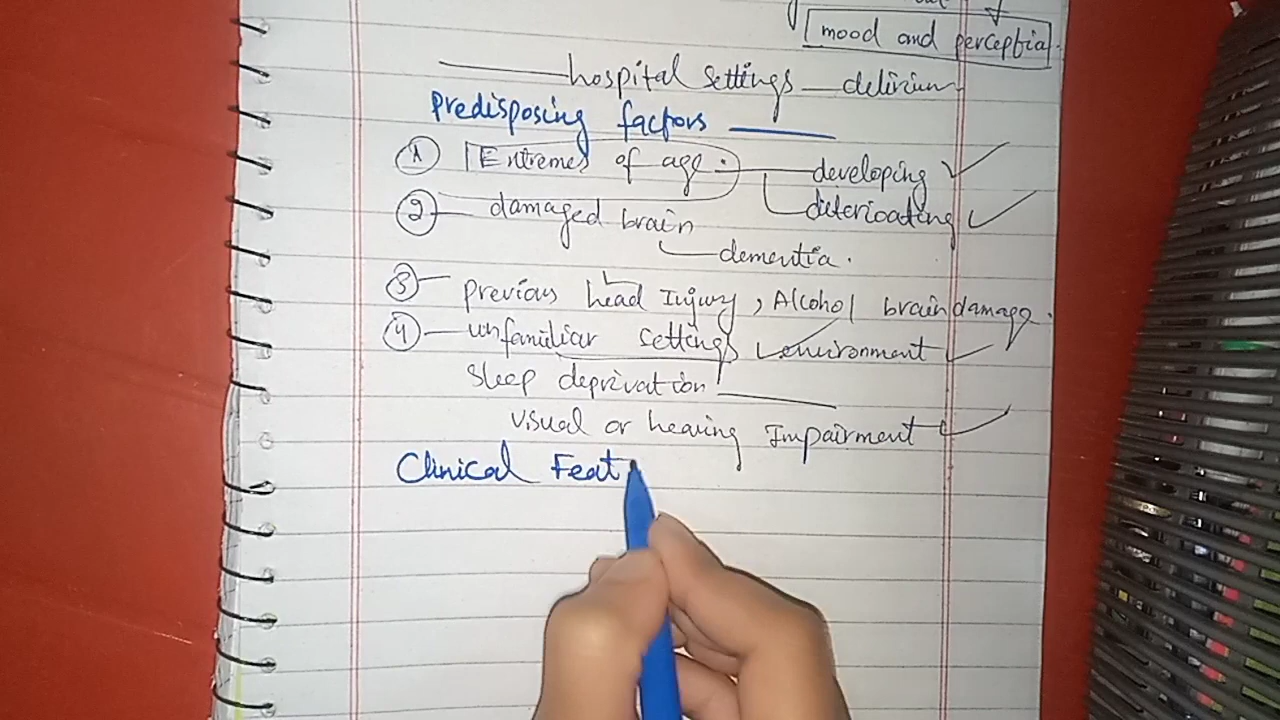 mood and perceptia
hospital settings delirium
Predisposing factors
1 Extremes of age. developing
deterioating
2 damaged brain
dementia.
3 Previous head Injury, Alcohol brain damage.
4 unfamiliar settings environment
Sleep deprivation
Visual or hearing Impairment
Clinical Feat